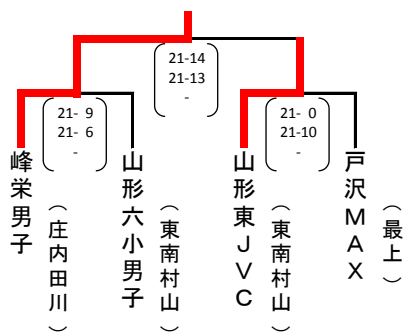 21-14
21-13
-
21- 9
21- 6
-
21- 0
21-10
-
峰栄男子
（庄内田川）
山形六小男子
（東南村山）
山形東ＪＶＣ
（東南村山）
戸沢ＭＡＸ
（最上）